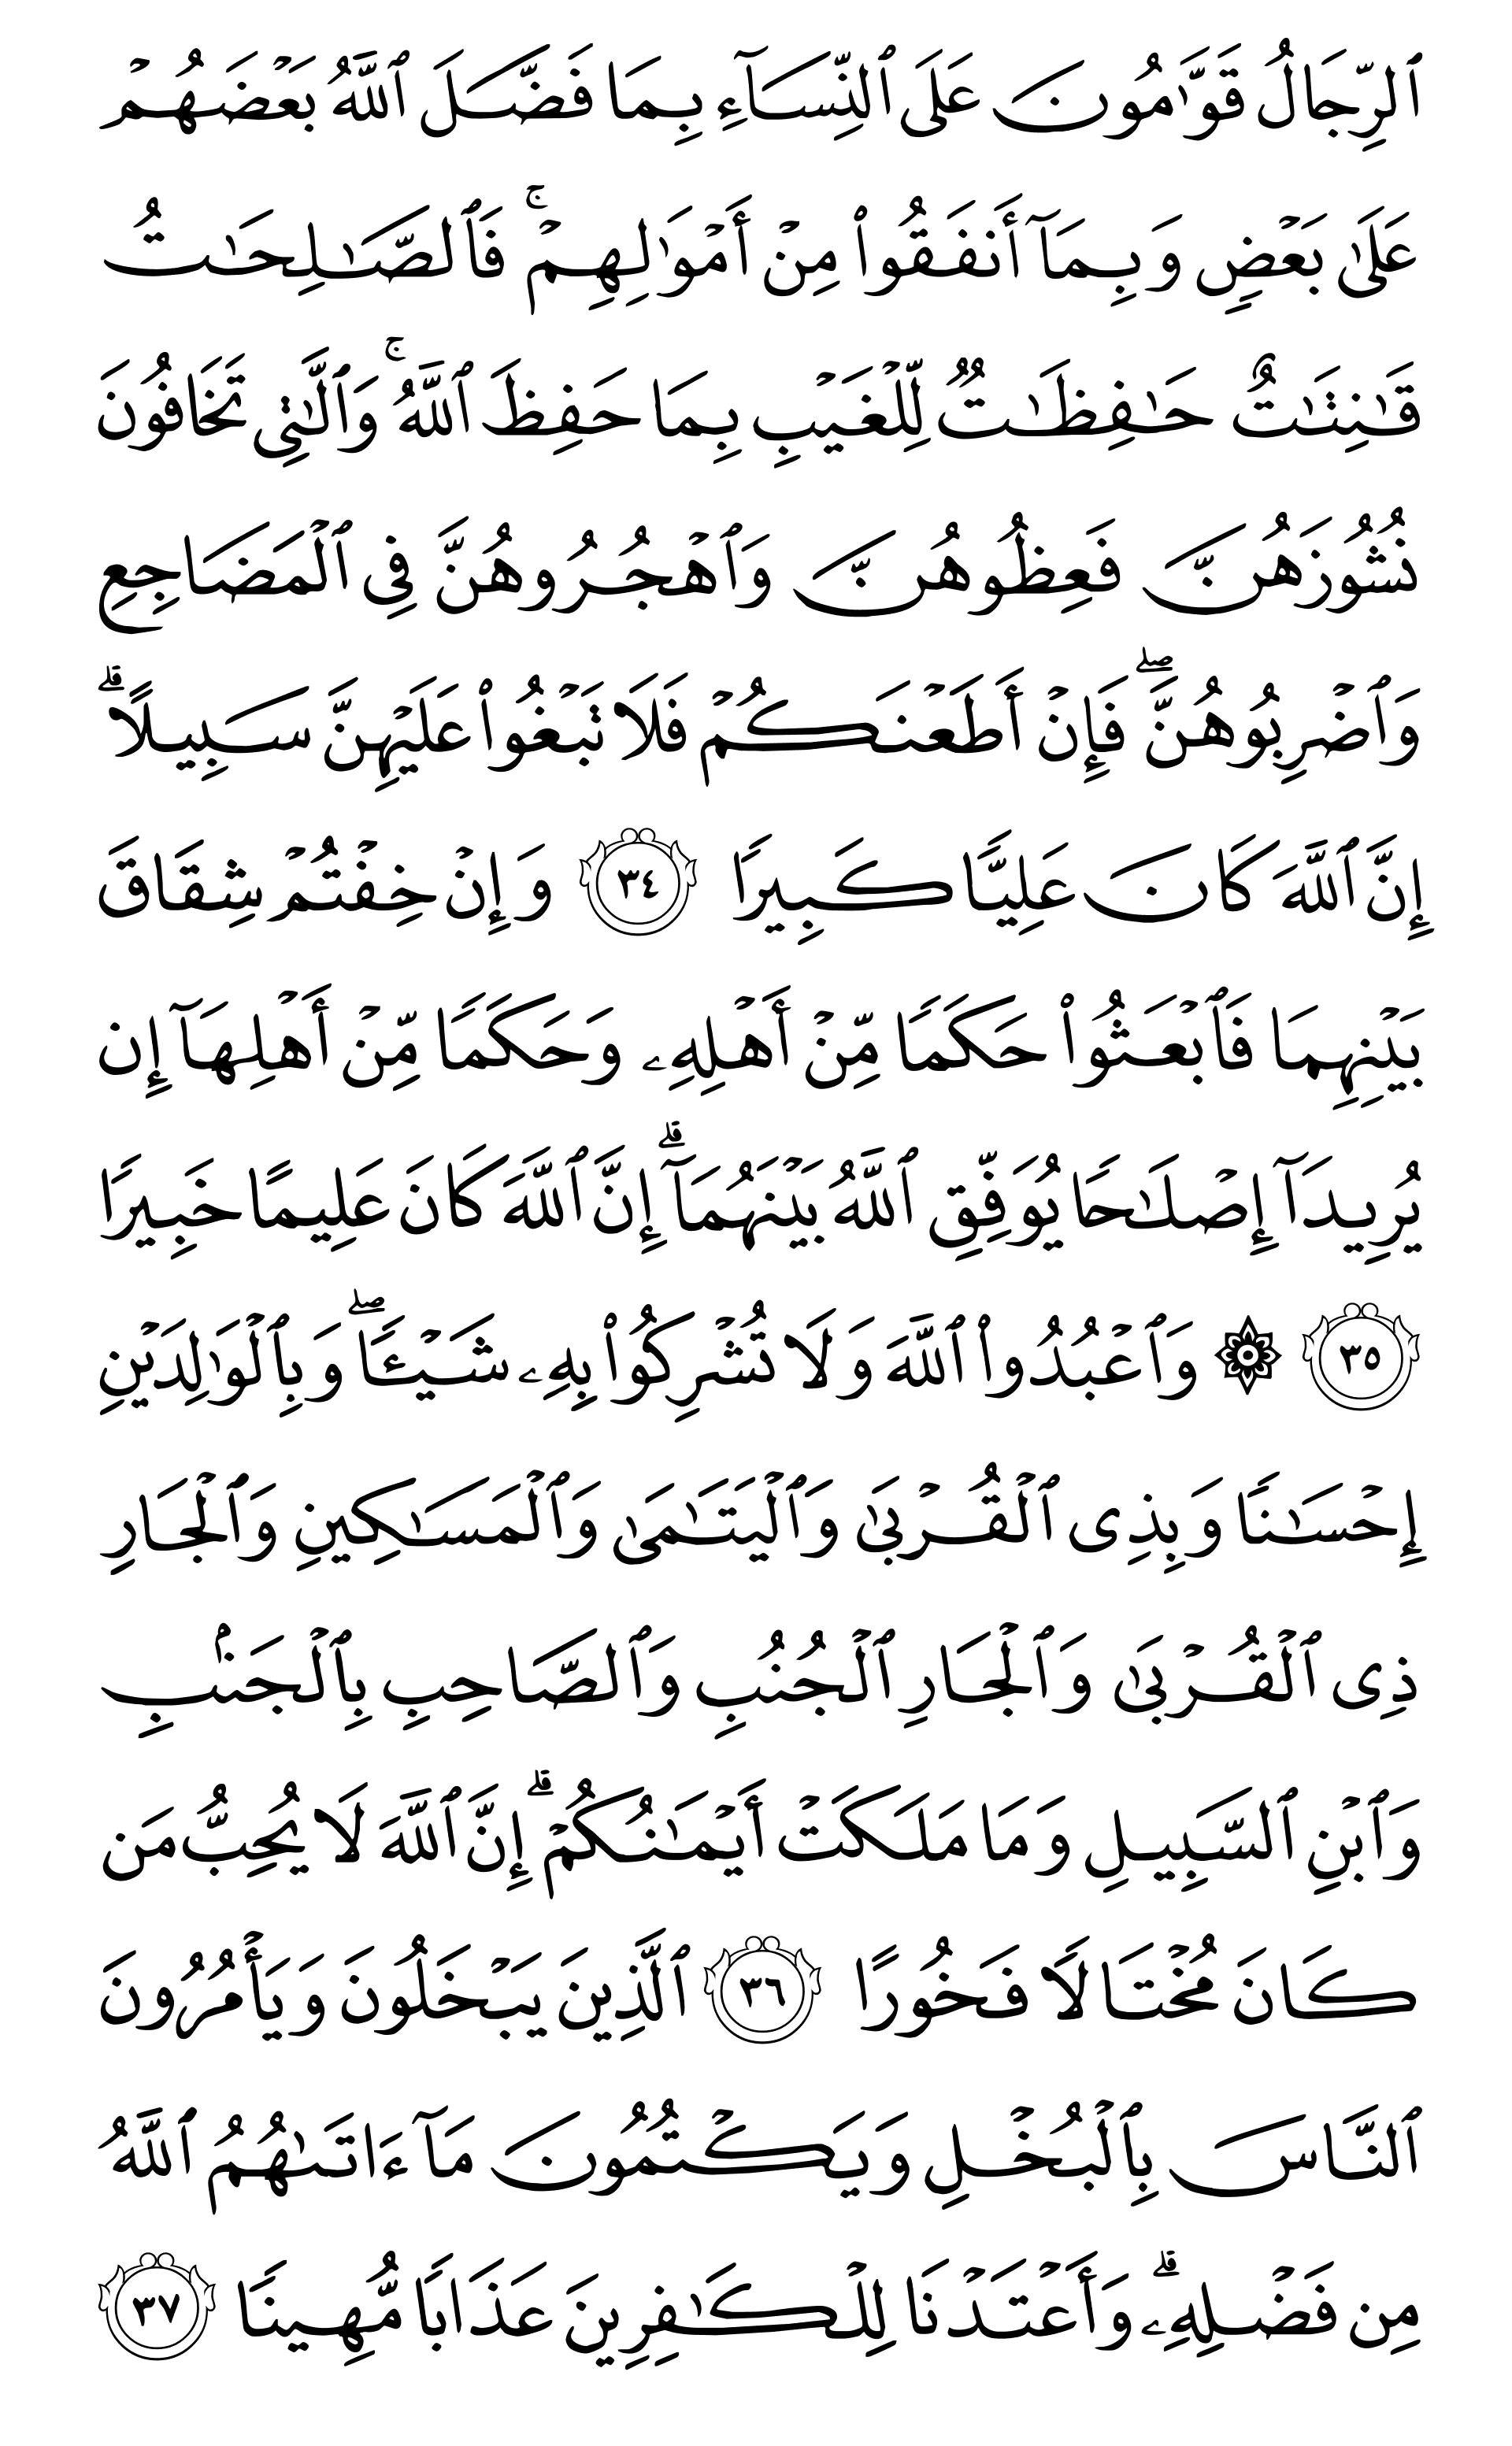 ٱلرِّجَالُ قَوَّٰمُونَ عَلَى ٱلنِّسَآءِ بِمَا فَضَّلَ ٱللَّهُ بَعْضَهُمْ
عَلَىٰ بَعْضٍ وَبِمَآ أَنفَقُوا۟ مِنْ أَمْوَٰلِهِمْ ۚ فَٱلصَّـٰلِحَـٰتُ
قَـٰنِتَـٰتٌ حَـٰفِظَـٰتٌ لِّلْغَيْبِ بِمَا حَفِظَ ٱللَّهُ ۚ وَٱلَّـٰتِى تَخَافُونَ
نُشُوزَهُنَّ فَعِظُوهُنَّ وَٱهْجُرُوهُنَّ فِى ٱلْمَضَاجِعِ
وَٱضْرِبُوهُنَّ ۖ فَإِنْ أَطَعْنَكُمْ فَلَا تَبْغُوا۟ عَلَيْهِنَّ سَبِيلًا ۗ
إِنَّ ٱللَّهَ كَانَ عَلِيًّا كَبِيرًا ٣٤ وَإِنْ خِفْتُمْ شِقَاقَ
بَيْنِهِمَا فَٱبْعَثُوا۟ حَكَمًا مِّنْ أَهْلِهِۦ وَحَكَمًا مِّنْ أَهْلِهَآ إِن
يُرِيدَآ إِصْلَـٰحًا يُوَفِّقِ ٱللَّهُ بَيْنَهُمَآ ۗ إِنَّ ٱللَّهَ كَانَ عَلِيمًا خَبِيرًا
٣٥ ۞ وَٱعْبُدُوا۟ ٱللَّهَ وَلَا تُشْرِكُوا۟ بِهِۦ شَيْـًٔا ۖ وَبِٱلْوَٰلِدَيْنِ
إِحْسَـٰنًا وَبِذِى ٱلْقُرْبَىٰ وَٱلْيَتَـٰمَىٰ وَٱلْمَسَـٰكِينِ وَٱلْجَارِ
ذِى ٱلْقُرْبَىٰ وَٱلْجَارِ ٱلْجُنُبِ وَٱلصَّاحِبِ بِٱلْجَنۢبِ
وَٱبْنِ ٱلسَّبِيلِ وَمَا مَلَكَتْ أَيْمَـٰنُكُمْ ۗ إِنَّ ٱللَّهَ لَا يُحِبُّ مَن
كَانَ مُخْتَالًا فَخُورًا ٣٦ ٱلَّذِينَ يَبْخَلُونَ وَيَأْمُرُونَ
ٱلنَّاسَ بِٱلْبُخْلِ وَيَكْتُمُونَ مَآ ءَاتَىٰهُمُ ٱللَّهُ
مِن فَضْلِهِۦ ۗ وَأَعْتَدْنَا لِلْكَـٰفِرِينَ عَذَابًا مُّهِينًا ٣٧